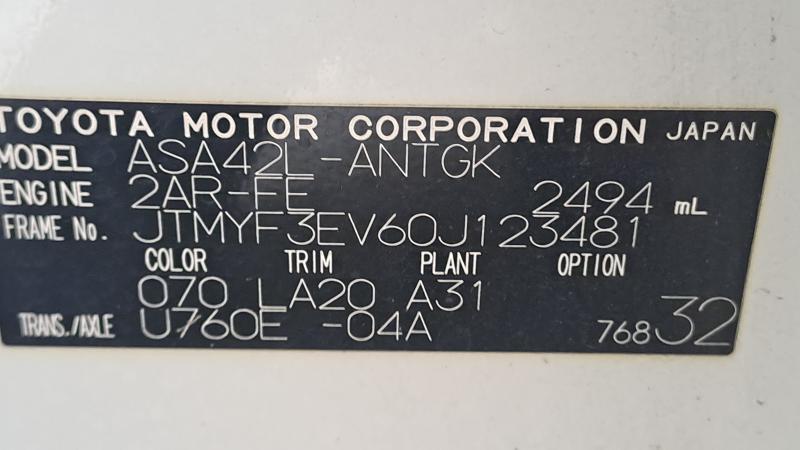 TOYOTA MOTOR CORPORATION JAPAN
MODEL ASA42L-ANTGK
ENGINE 2AR-FE 2494 mL
FRAME No. JTMYF3EV60J123481
COLOR TRIM PLANT OPTION
070 LA20 A31
TRANS./AXLE U760E -04A 768 32